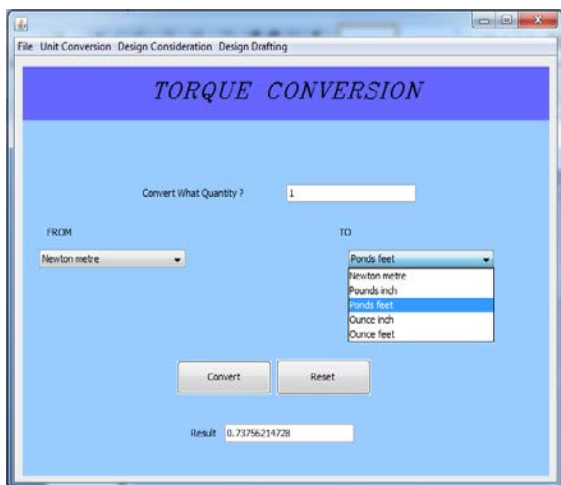 File Unit Conversion Design Consideration Design Drafting
TORQUE CONVERSION
Convert What Quantity ? 1
FROM TO
Newton metre Ponds feet
Newton metre
Pounds inch
Ponds feet
Ounce inch
Ounce feet
Convert Reset
Result 0.73756214728